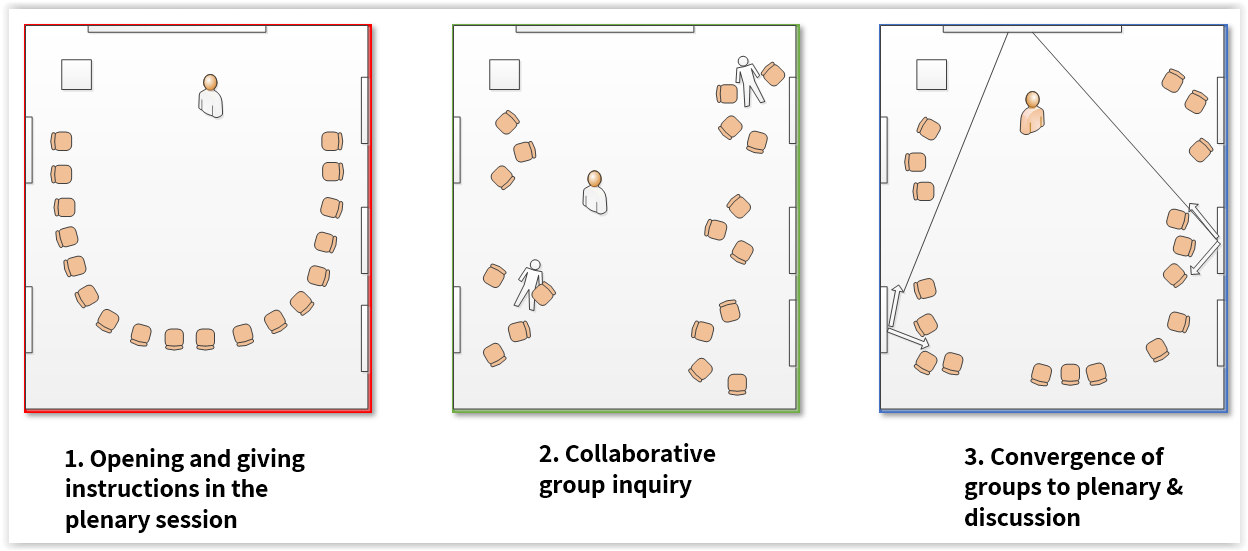 1. Opening and giving
instructions in the
plenary session
2. Collaborative
group inquiry
3. Convergence of
groups to plenary &
discussion